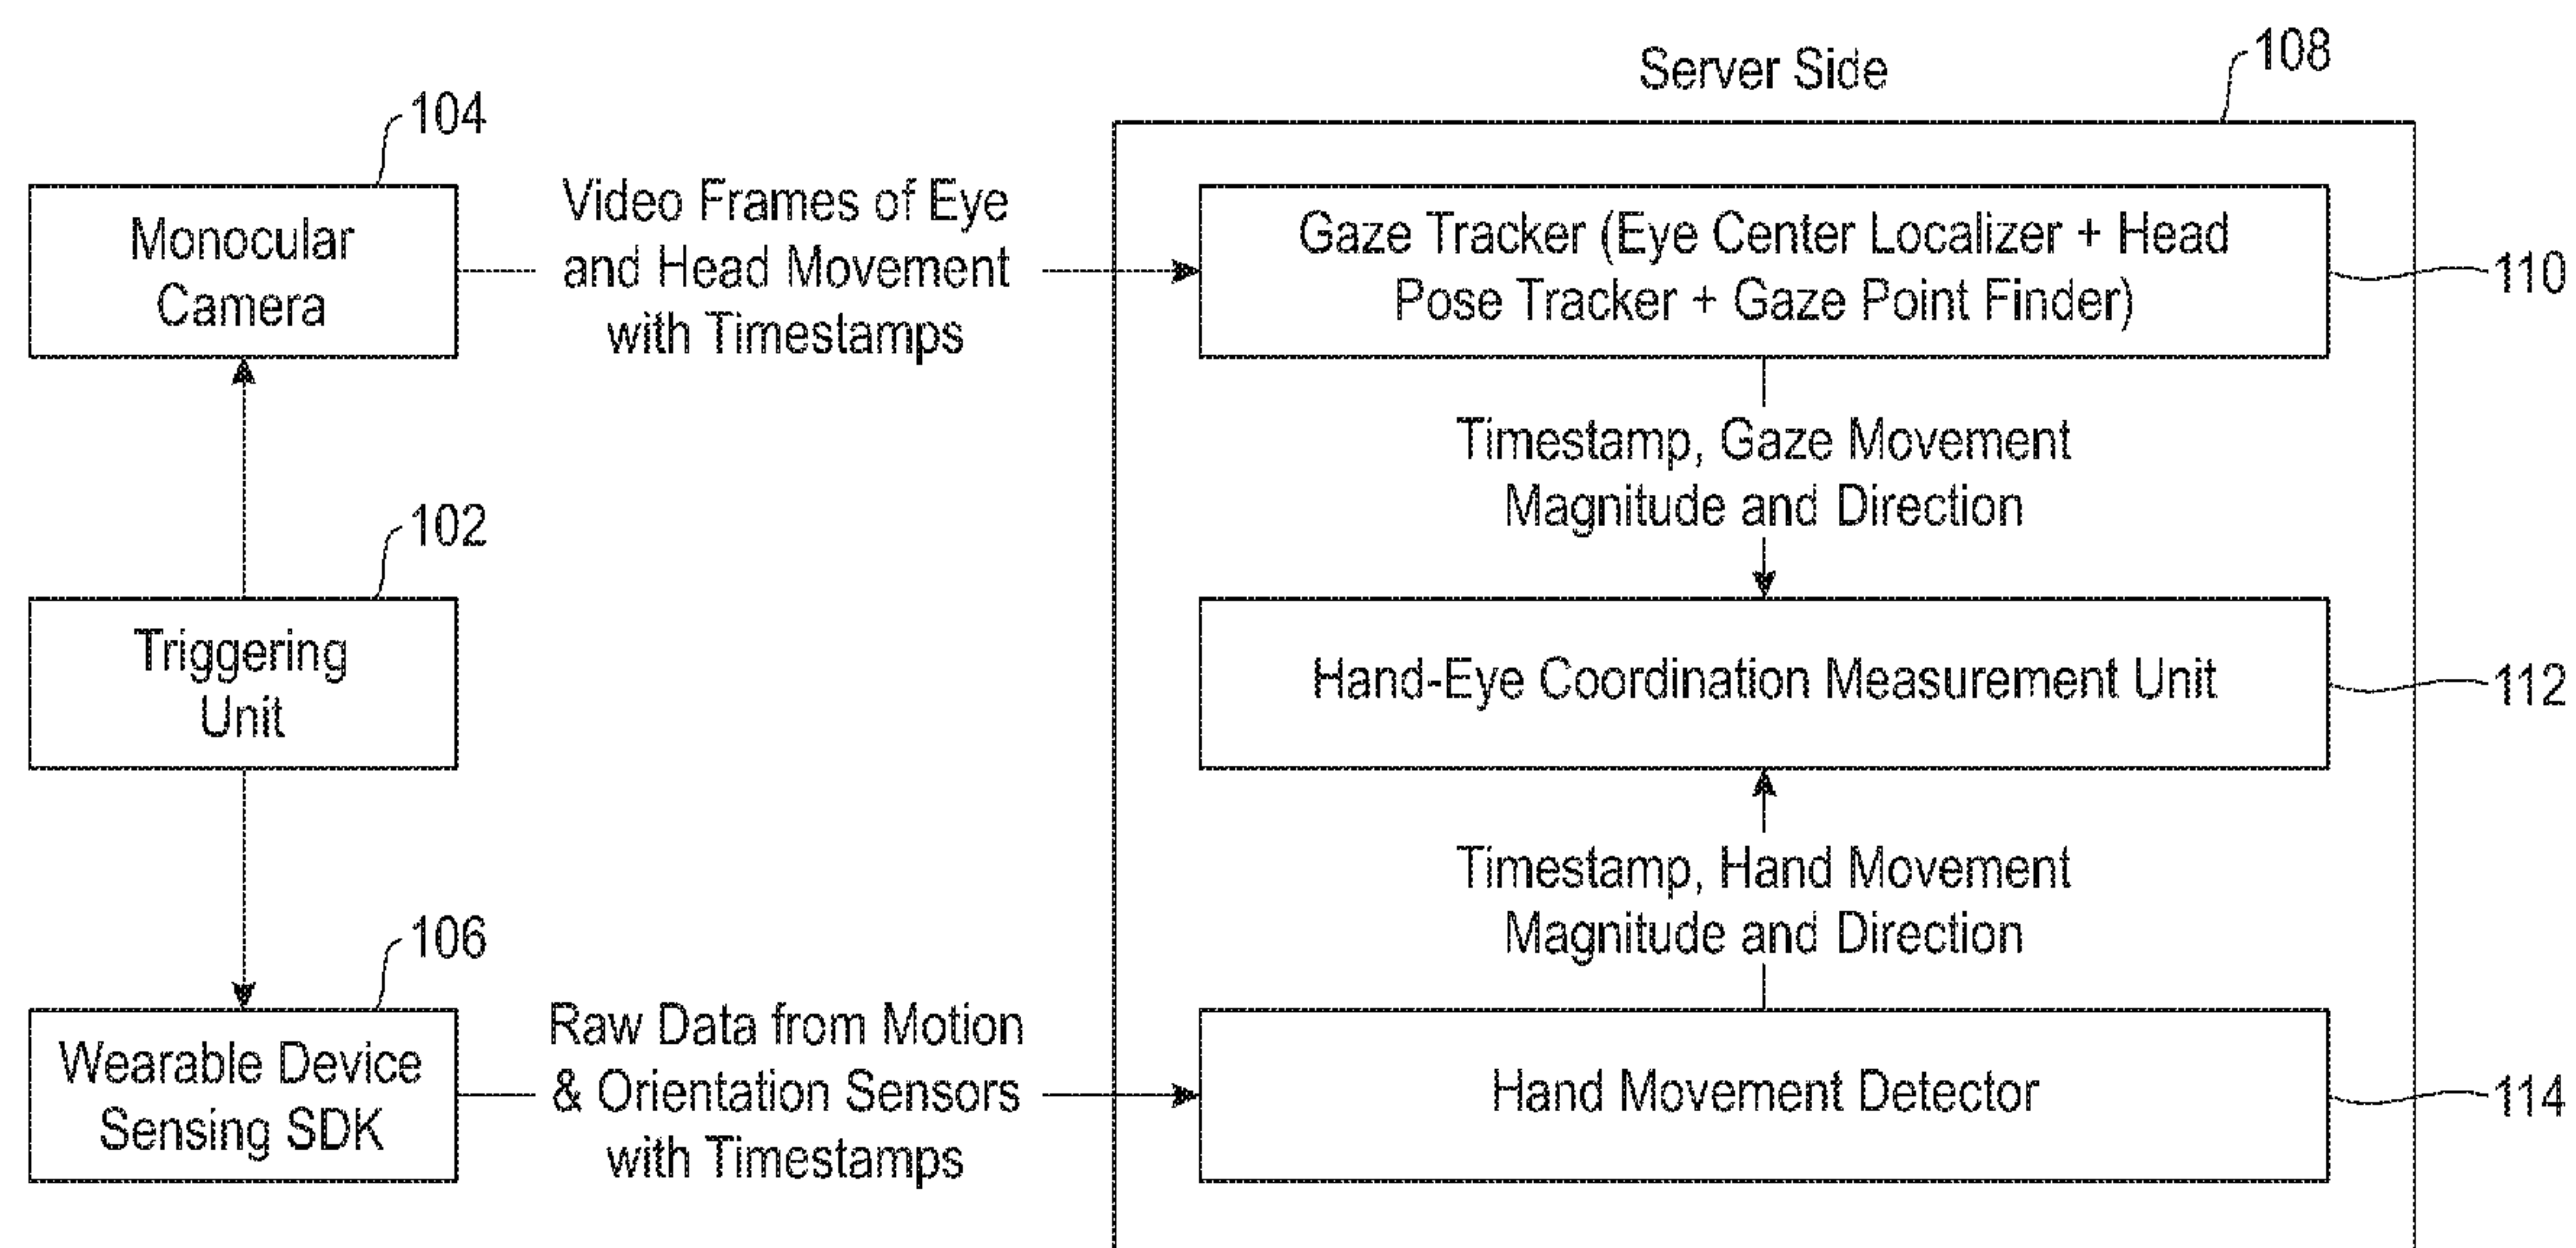 Server Side
108
104
Monocular
Camera
Video Frames of Eye
and Head Movement
with Timestamps
Gaze Tracker (Eye Center Localizer + Head
Pose Tracker + Gaze Point Finder)
110
Timestamp, Gaze Movement
Magnitude and Direction
102
Triggering
Unit
Hand-Eye Coordination Measurement Unit
112
Timestamp, Hand Movement
Magnitude and Direction
106
Wearable Device
Sensing SDK
Raw Data from Motion
& Orientation Sensors
with Timestamps
Hand Movement Detector
114